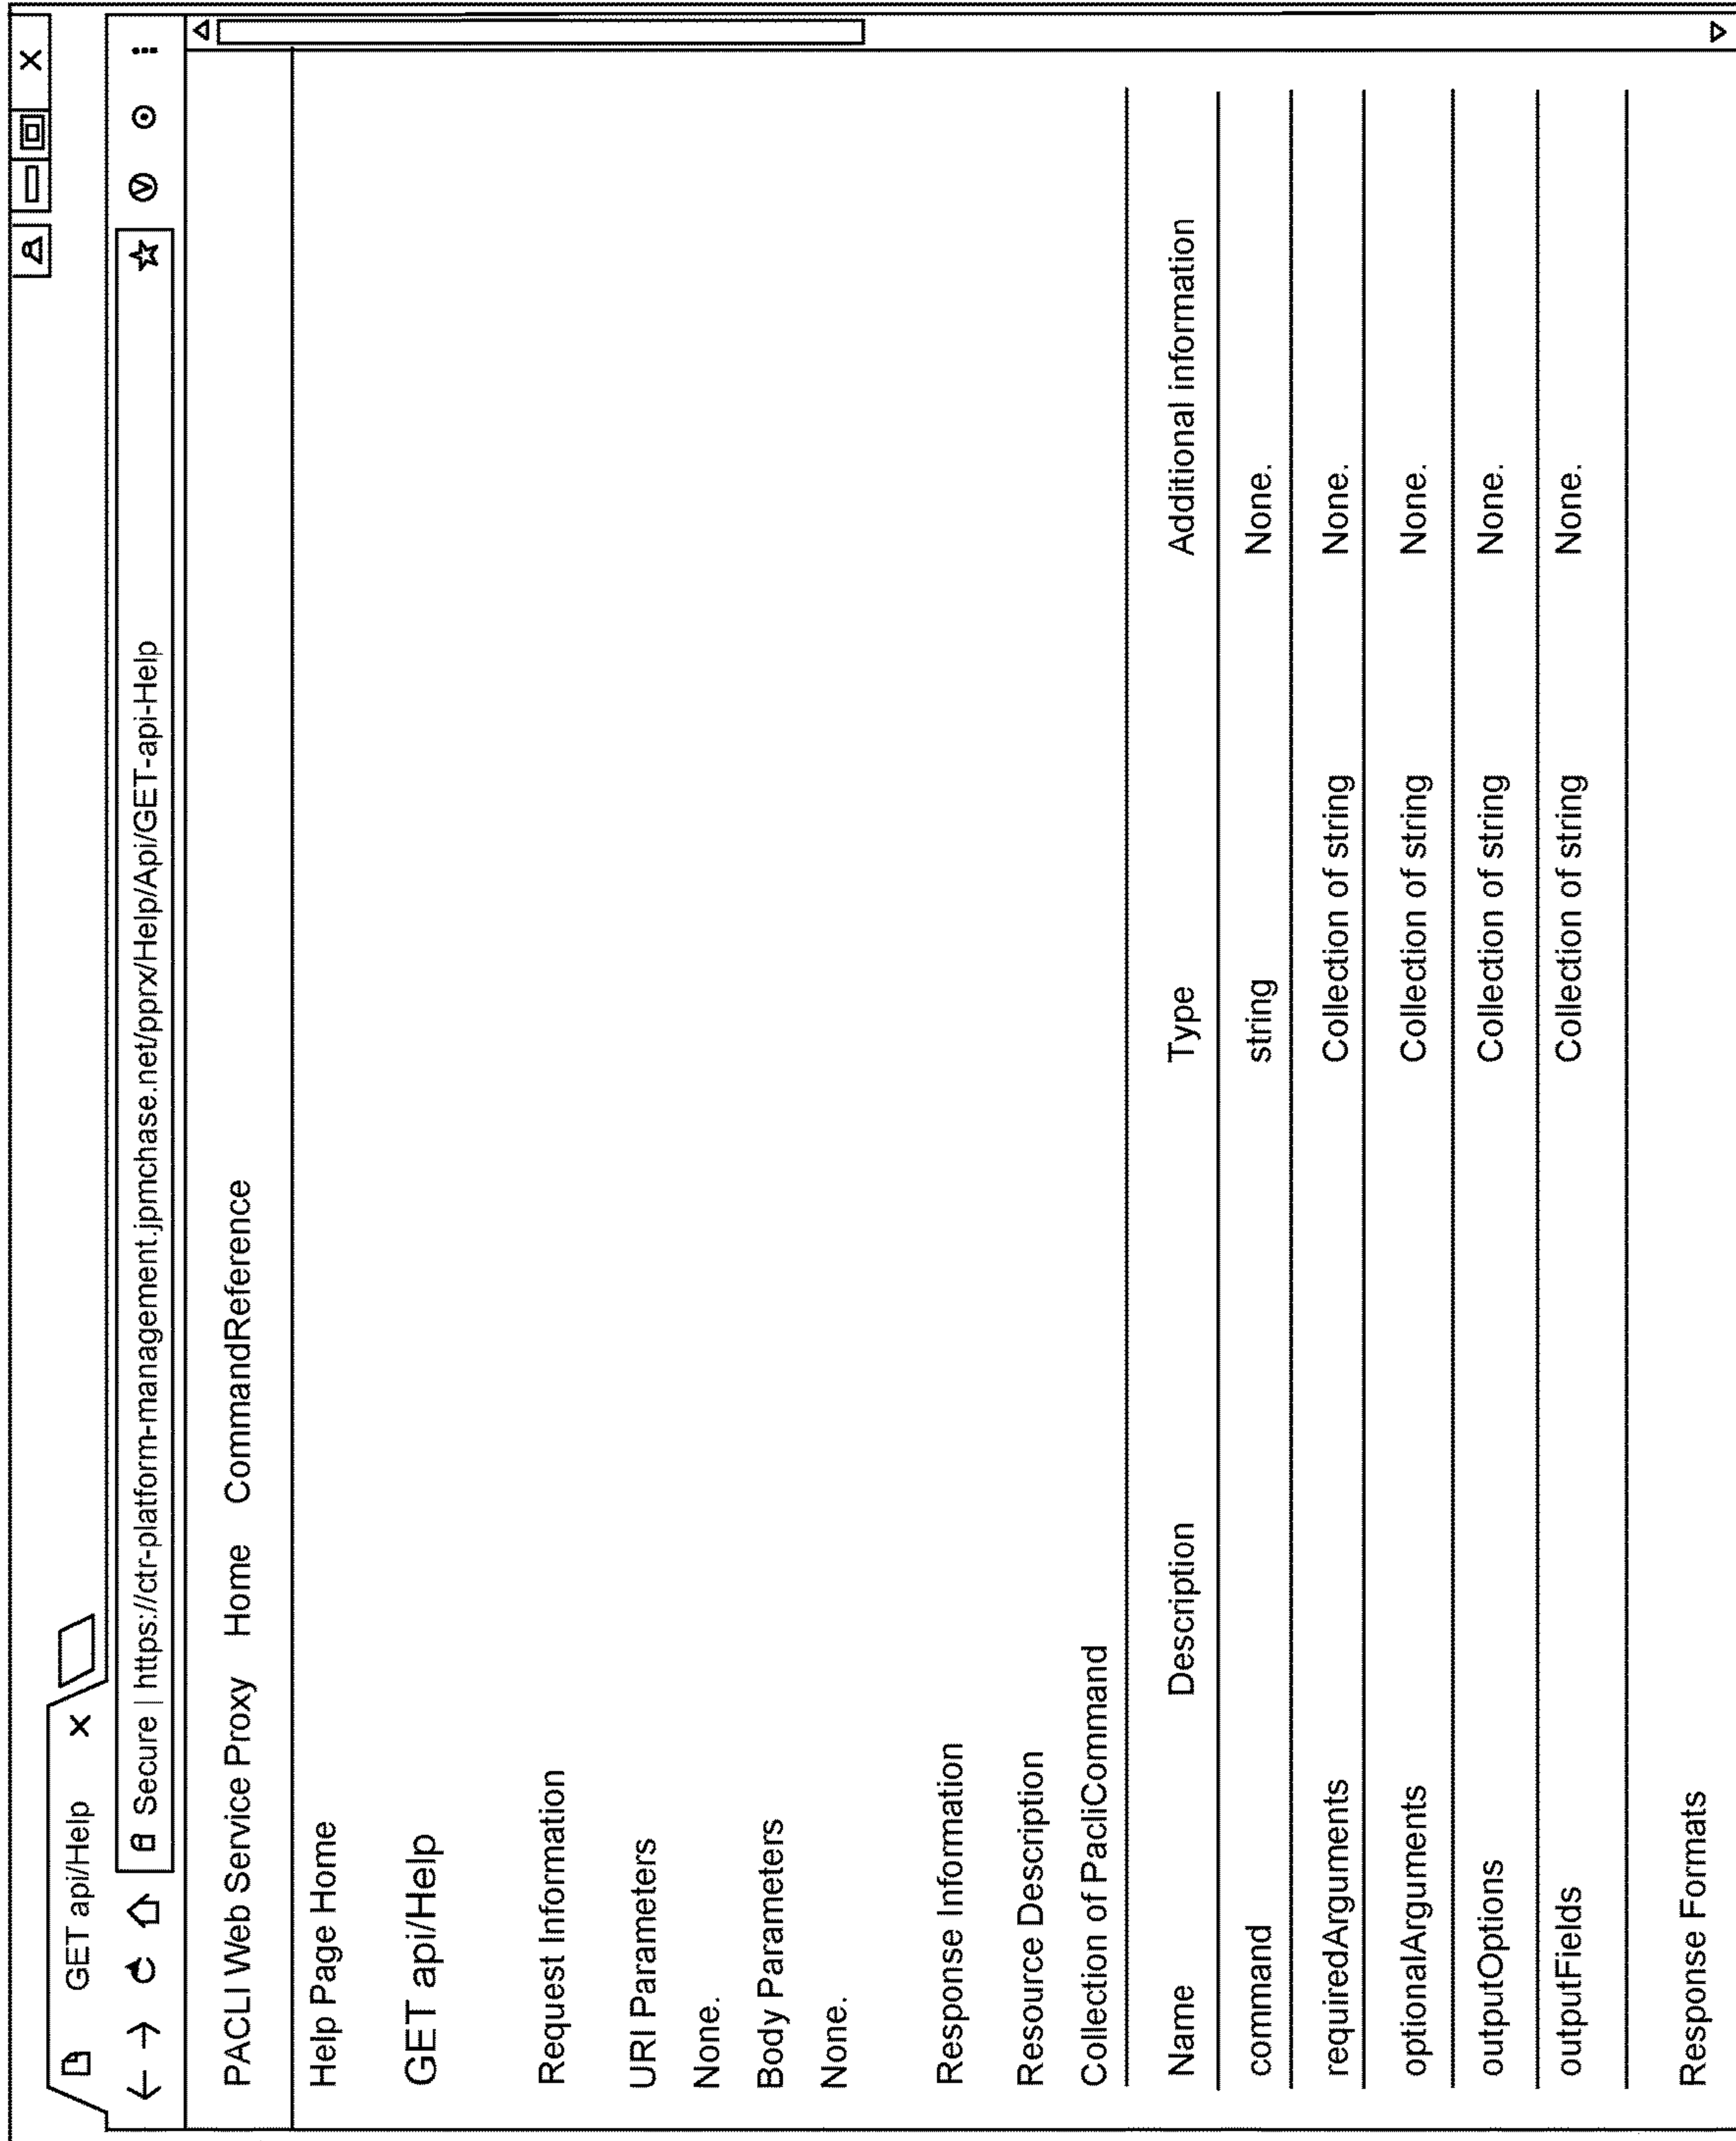 GET api/Help
Secure | https://ctr-platform-management.jpmchase.net/pprx/Help/Api/GET-api-Help
PACLI Web Service Proxy Home CommandReference
Help Page Home
GET api/Help
Request Information
URI Parameters
None.
Body Parameters
None.
Response Information
Resource Description
Collection of PacliCommand
Name Description Type Additional information
command string None.
requiredArguments Collection of string None.
optionalArguments Collection of string None.
outputOptions Collection of string None.
outputFields Collection of string None.
Response Formats